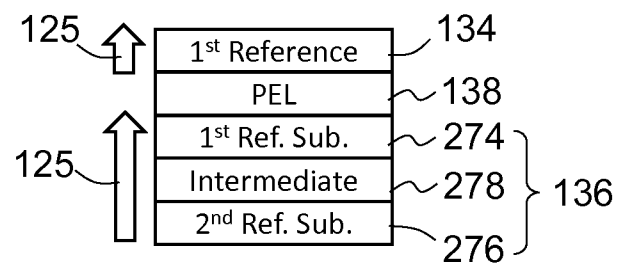 125 1st Reference 134
PEL 138
1st Ref. Sub. 274
125 Intermediate 278 136
2nd Ref. Sub. 276